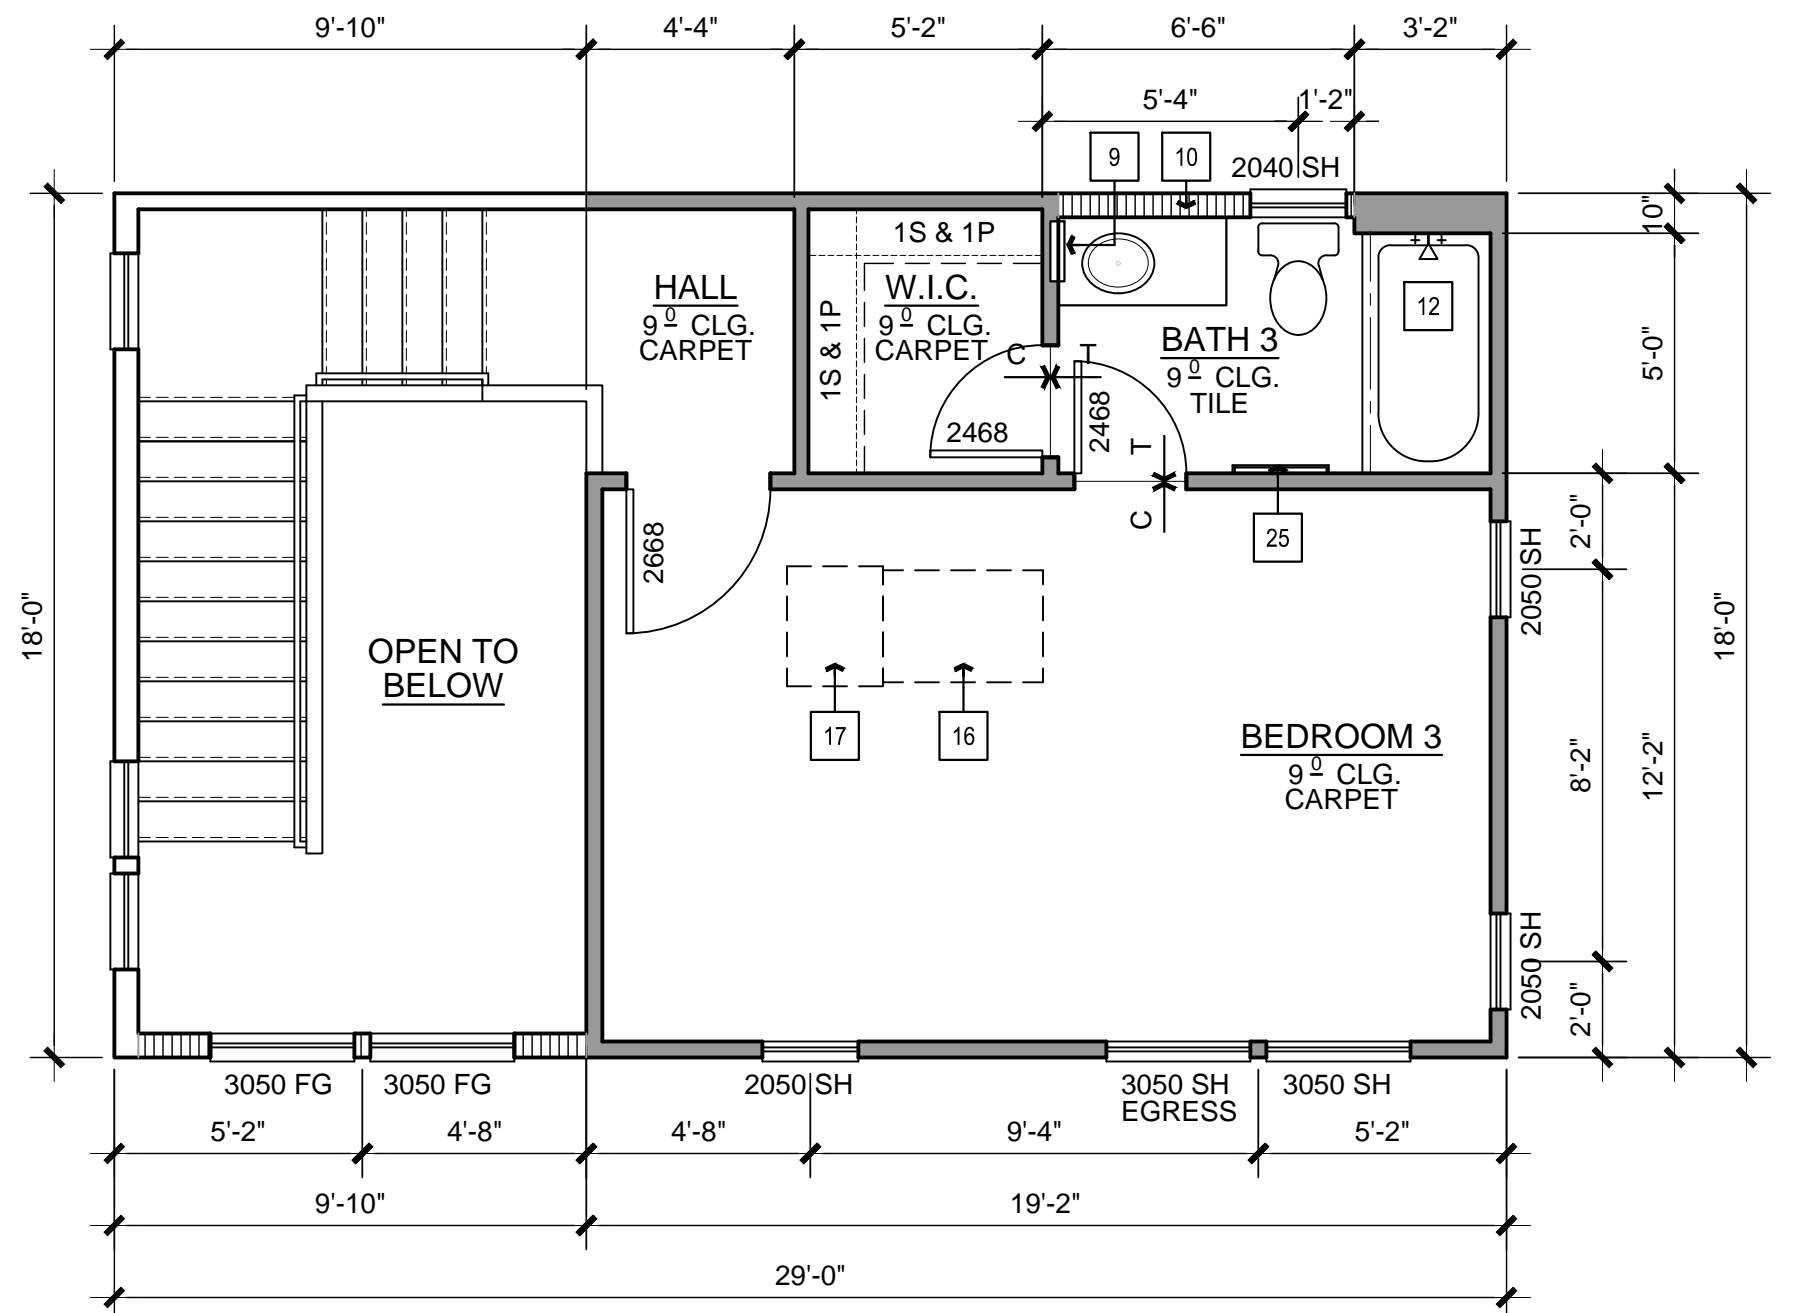 9'-10"
4'-4"
5'-2"
6'-6"
3'-2"
5'-4"
1'-2"
9
10
2040 SH
1S & 1P
10"
HALL
9 0 CLG.
CARPET
W.I.C.
9 0 CLG.
CARPET
1S & 1P
12
BATH 3
9 0 CLG.
TILE
C
T
5'-0"
2468
2468
T
C
25
2668
2050 SH
2'-0"
18'-0"
18'-0"
OPEN TO
BELOW
17
16
BEDROOM 3
9 0 CLG.
CARPET
8'-2"
12'-2"
2050 SH
2'-0"
3050 FG
3050 FG
2050 SH
3050 SH
EGRESS
3050 SH
5'-2"
4'-8"
4'-8"
9'-4"
5'-2"
9'-10"
19'-2"
29'-0"